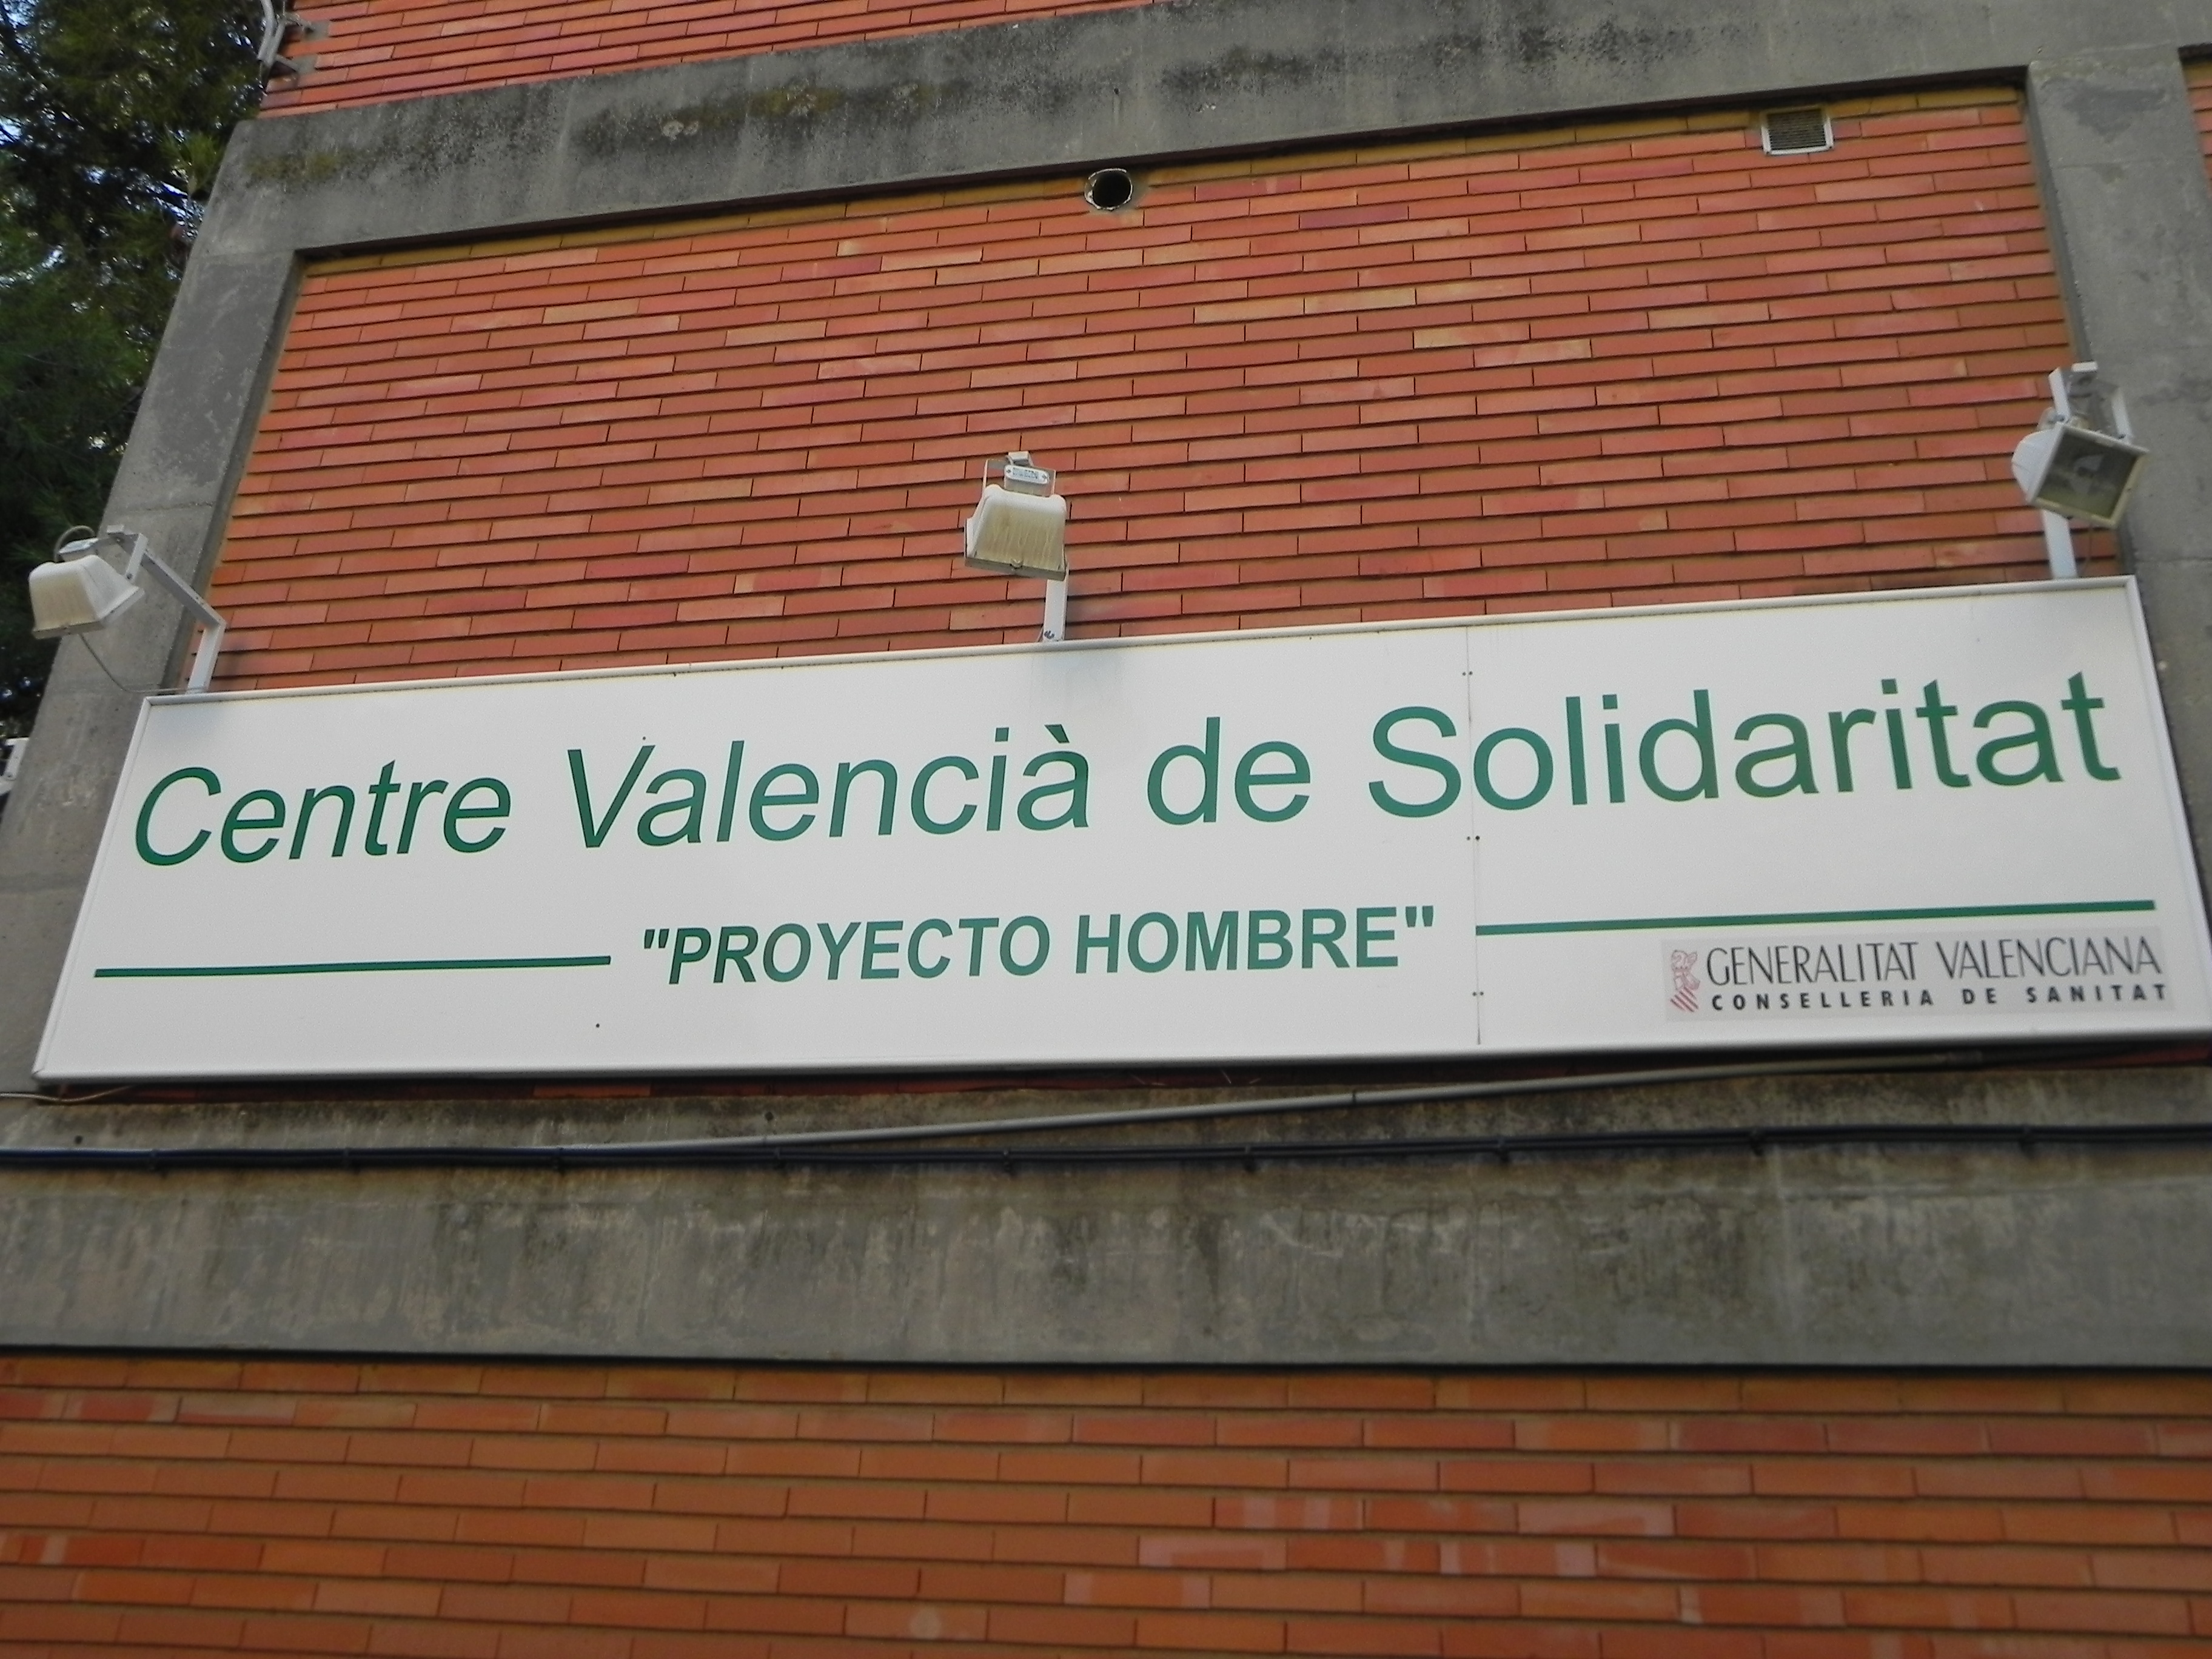 Centre Valencià de Solidaritat
"PROYECTO HOMBRE"
GENERALITAT VALENCIANA
CONSELLERIA DE SANITAT